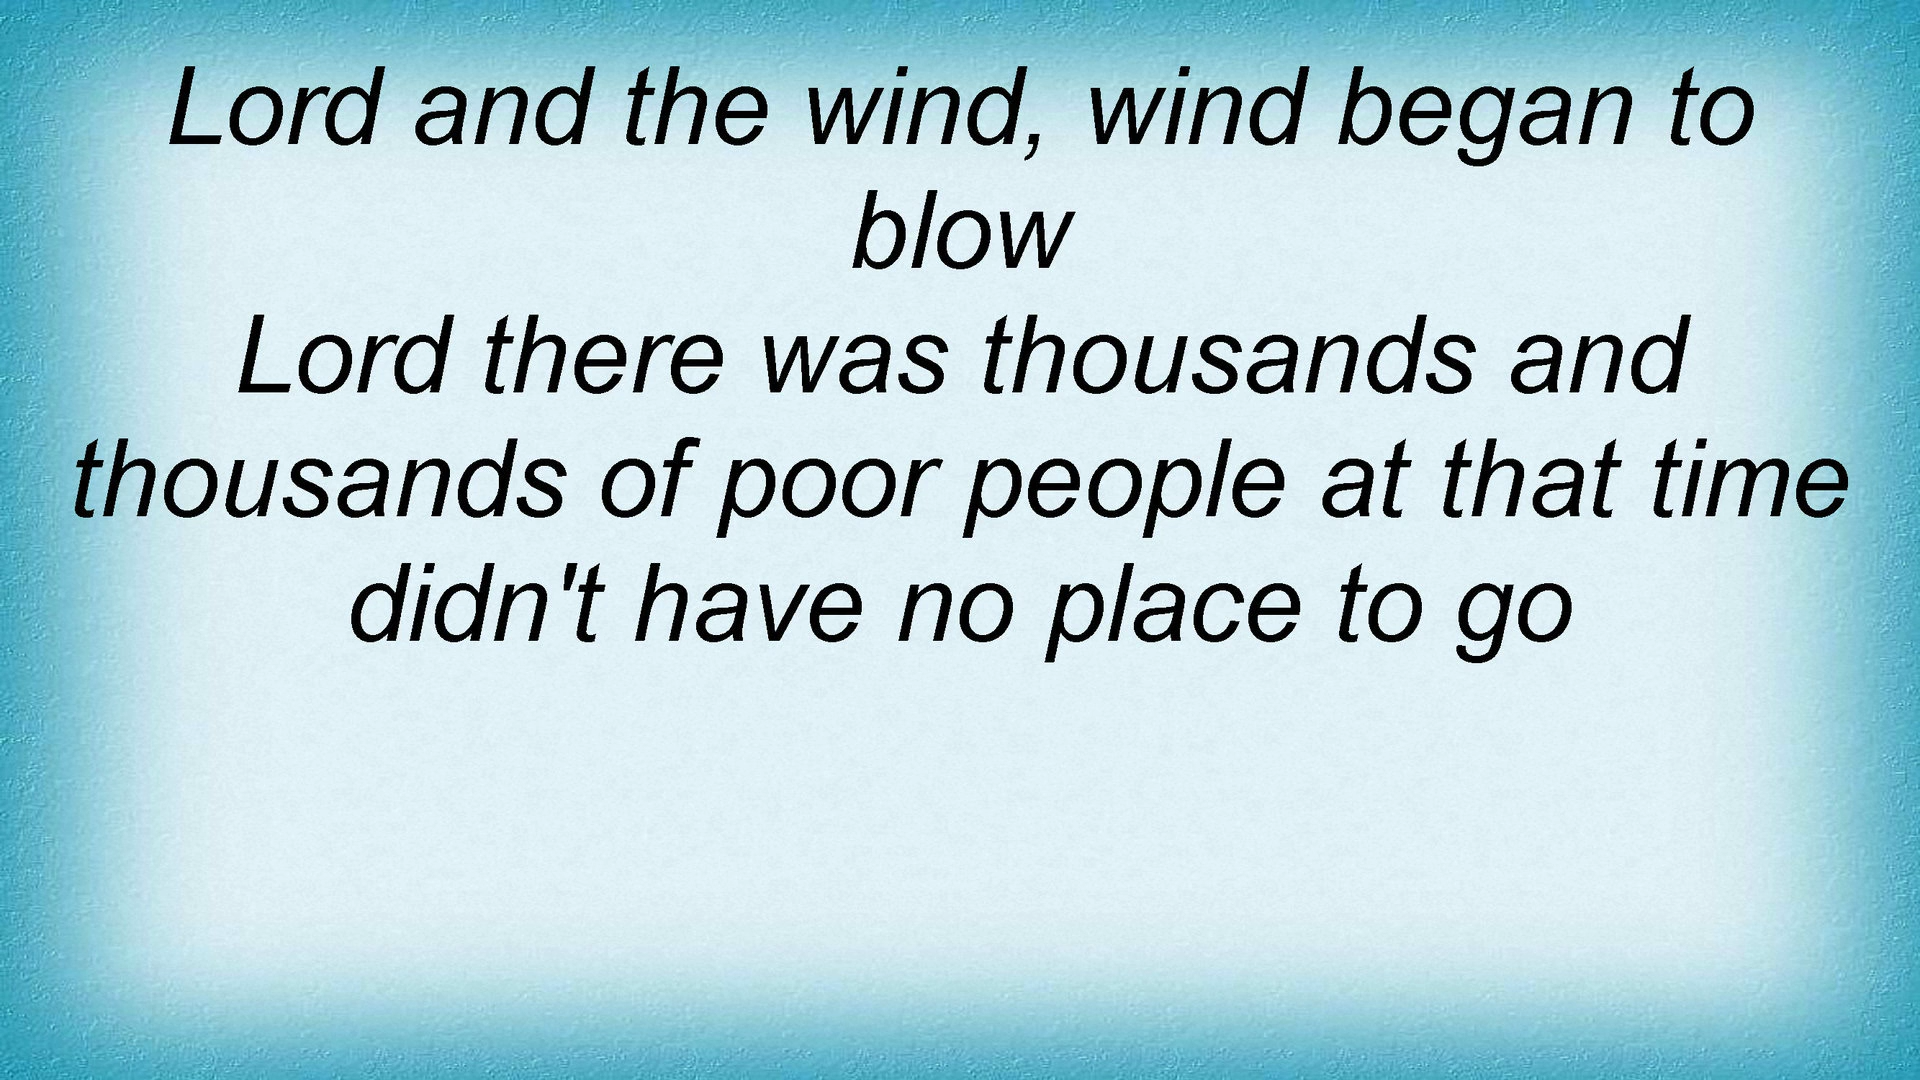 Lord and the wind, wind began to
blow
Lord there was thousands and
thousands of poor people at that time
didn't have no place to go